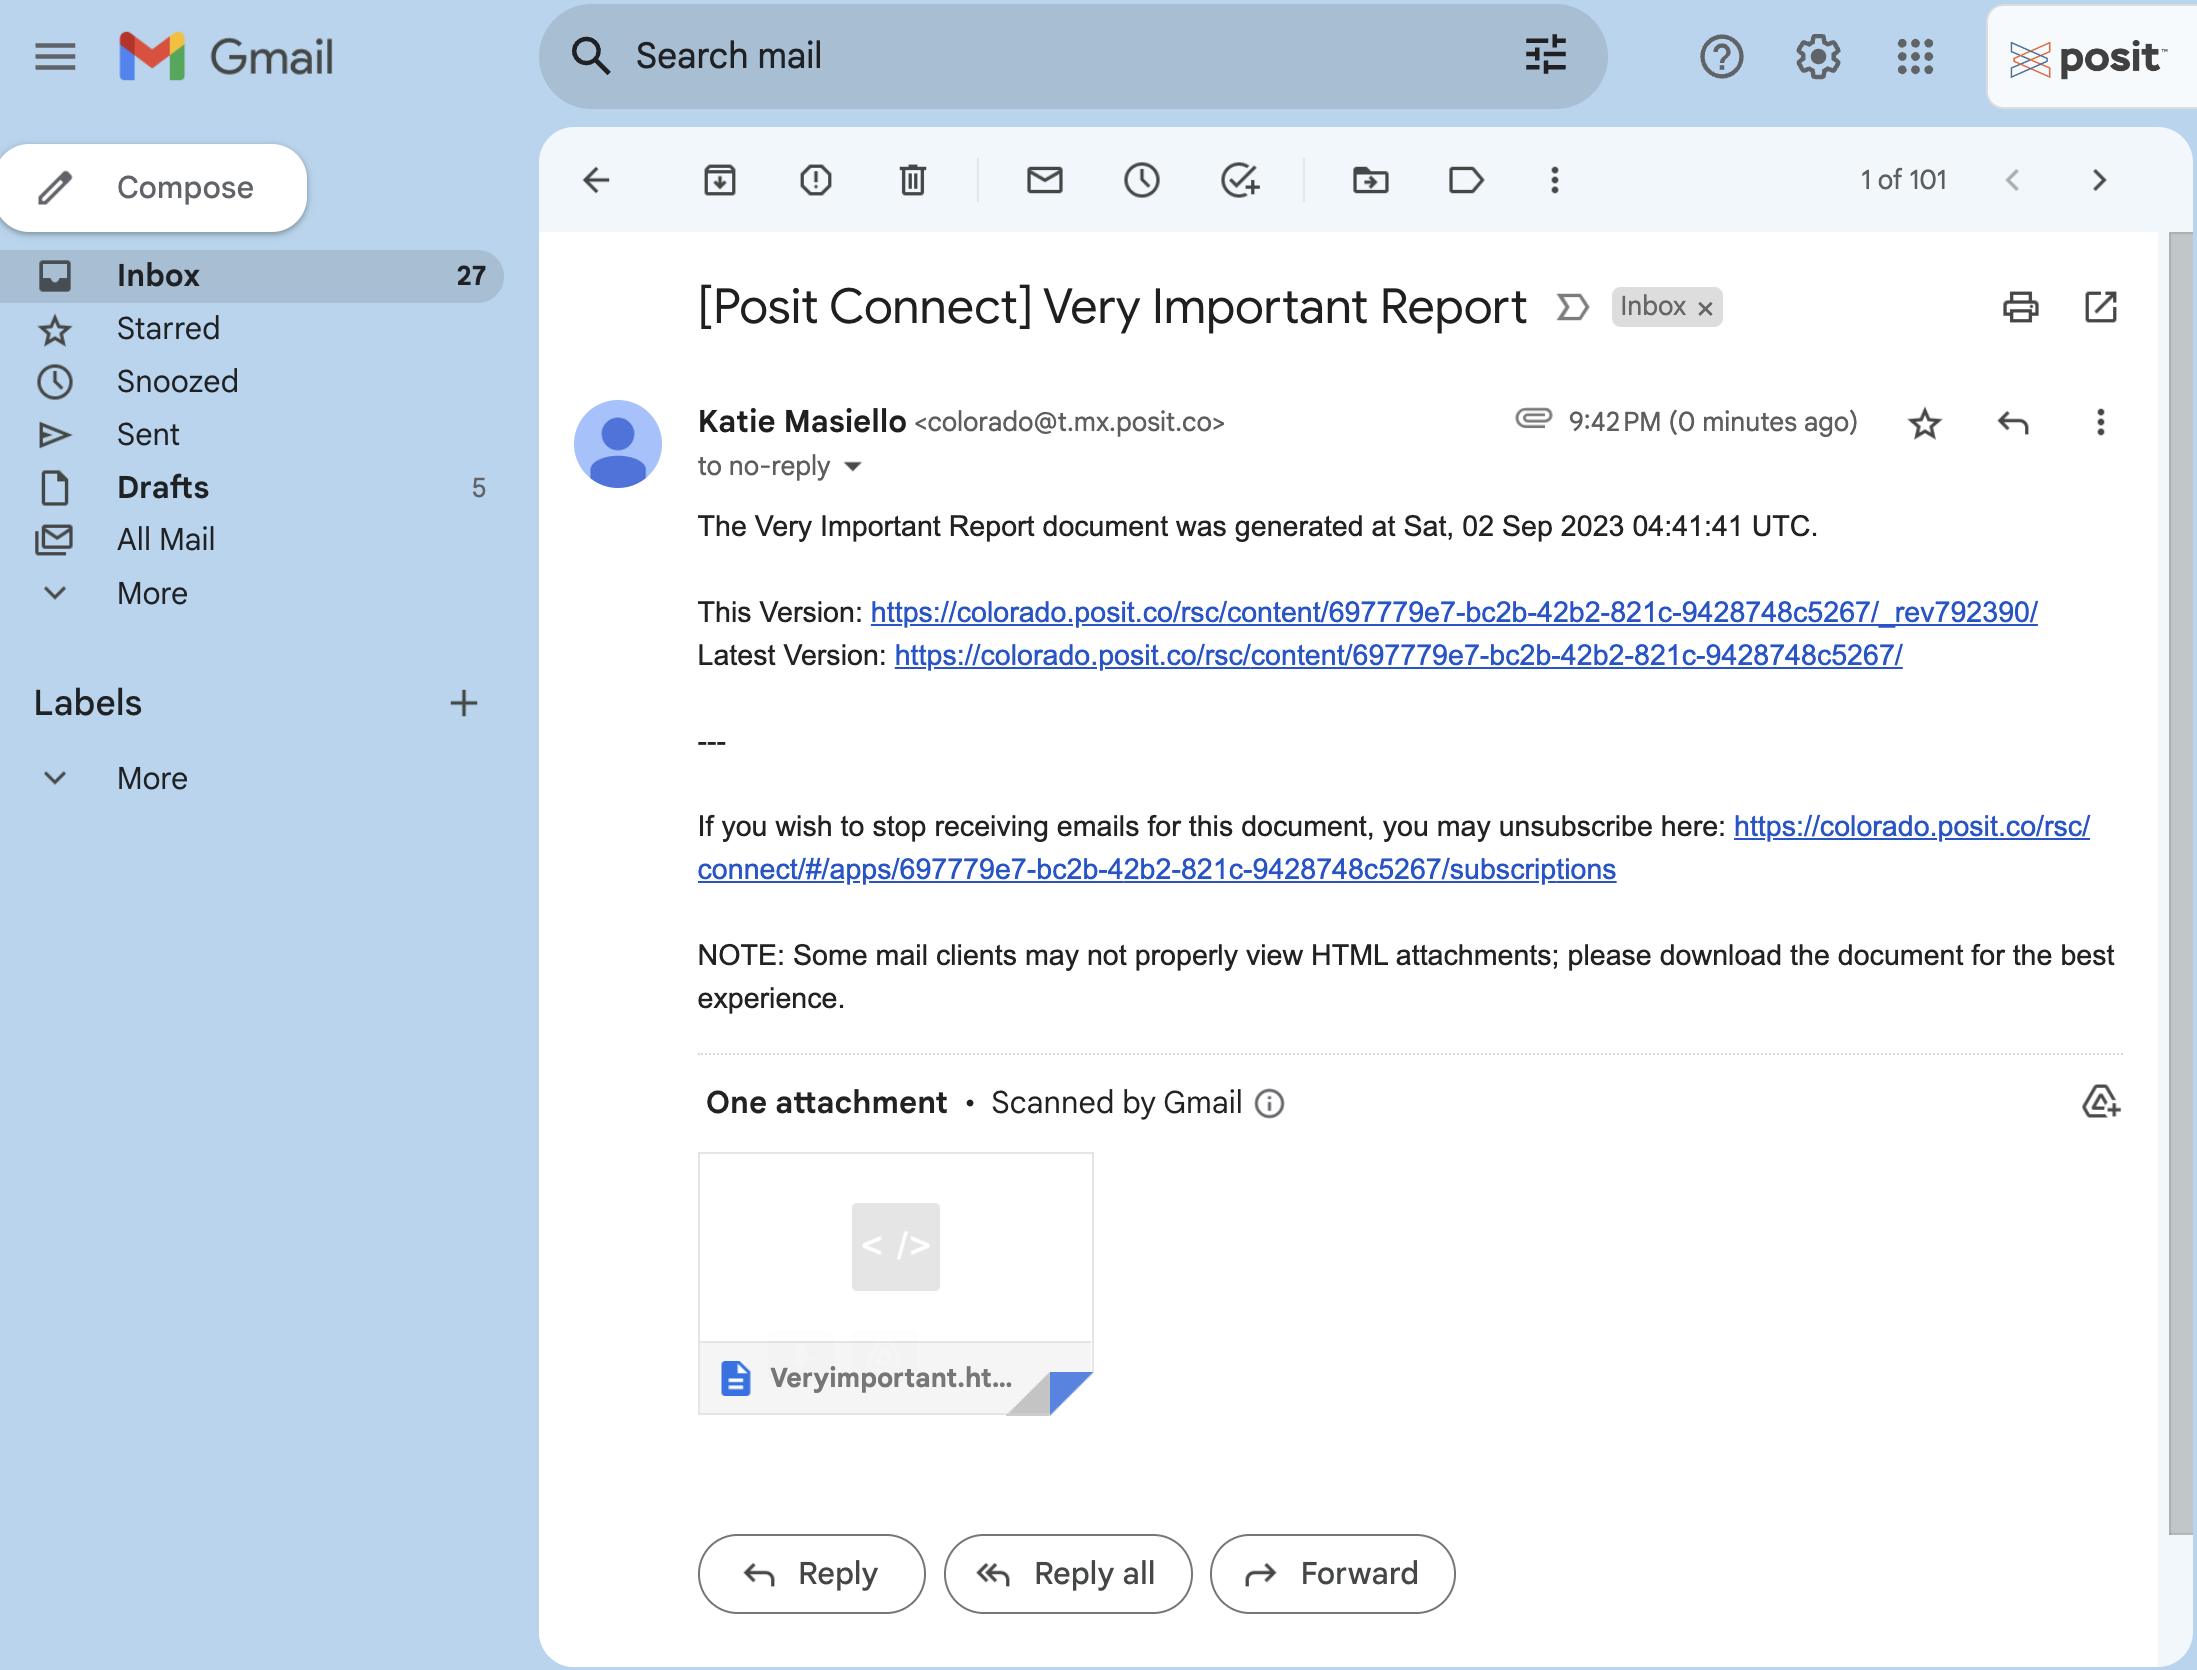 Gmail
Search mail
posit™
Compose
Inbox 27
Starred
Snoozed
Sent
Drafts 5
All Mail
More
Labels
More
1 of 101
[Posit Connect] Very Important Report
Inbox ×
Katie Masiello <colorado@t.mx.posit.co>
9:42 PM (0 minutes ago)
to no-reply
The Very Important Report document was generated at Sat, 02 Sep 2023 04:41:41 UTC.
This Version: https://colorado.posit.co/rsc/content/697779e7-bc2b-42b2-821c-9428748c5267/_rev792390/
Latest Version: https://colorado.posit.co/rsc/content/697779e7-bc2b-42b2-821c-9428748c5267/
---
If you wish to stop receiving emails for this document, you may unsubscribe here: https://colorado.posit.co/rsc/
connect/#/apps/697779e7-bc2b-42b2-821c-9428748c5267/subscriptions
NOTE: Some mail clients may not properly view HTML attachments; please download the document for the best
experience.
One attachment • Scanned by Gmail
< />
Veryimportant.ht...
Reply
Reply all
Forward